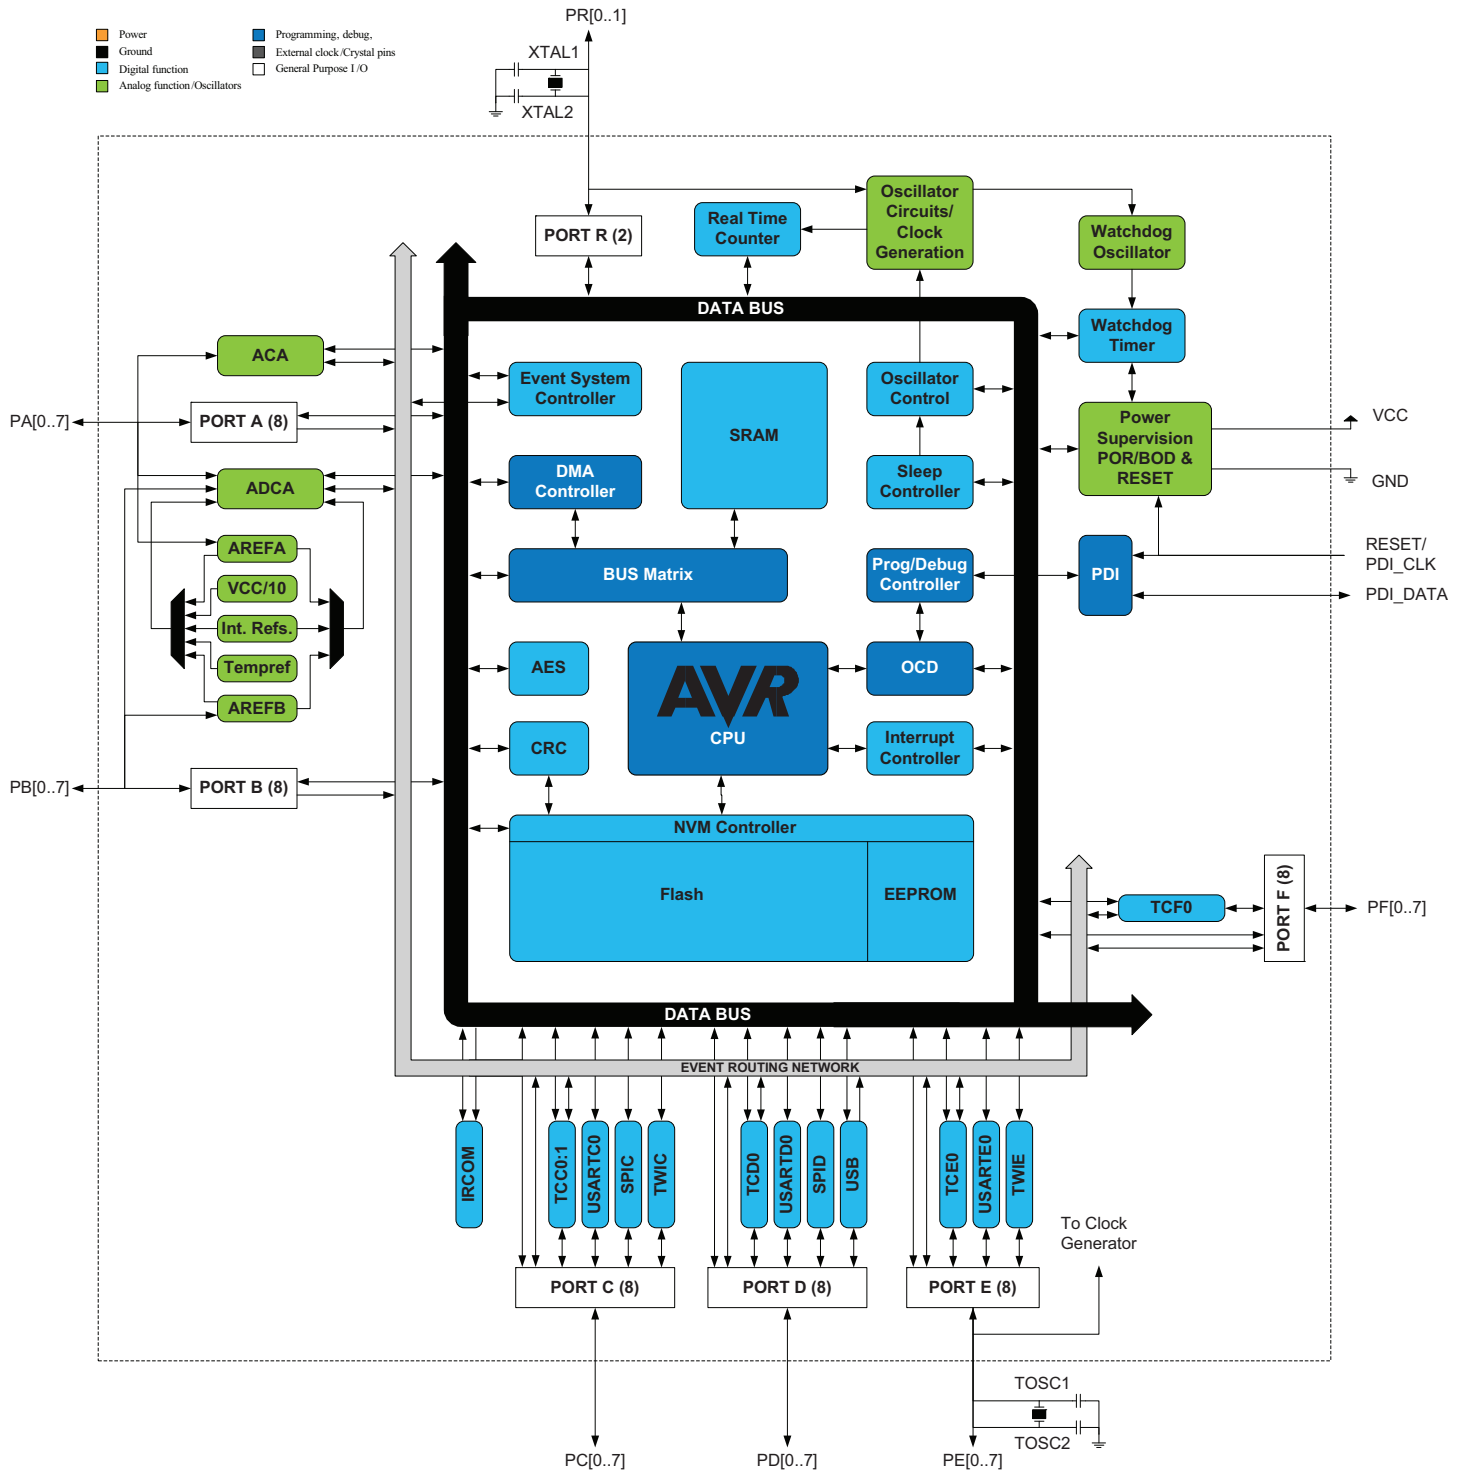 PR[0..1]
Power
Ground
Digital function
Analog function/Oscillators
Programming, debug,
External clock/Crystal pins
General Purpose I/O
XTAL1
XTAL2
PORT R (2)
Real Time
Counter
Oscillator
Circuits/
Clock
Generation
Watchdog
Oscillator
DATA BUS
Watchdog
Timer
ACA
Event System
Controller
SRAM
Oscillator
Control
Power
Supervision
POR/BOD &
RESET
VCC
GND
PA[0..7]
PORT A (8)
ADCA
DMA
Controller
Sleep
Controller
AREFA
VCC/10
Int. Refs.
Tempref
AREFB
BUS Matrix
Prog/Debug
Controller
PDI
RESET/
PDI_CLK
PDI_DATA
AES
AVR
CPU
OCD
CRC
Interrupt
Controller
PB[0..7]
PORT B (8)
NVM Controller
Flash
EEPROM
TCF0
PORT F (8)
PF[0..7]
DATA BUS
EVENT ROUTING NETWORK
IRCOM
TCC0:1
USARTC0
SPIC
TWIC
TCD0
USARTD0
SPID
USB
TCE0
USARTE0
TWIE
To Clock
Generator
PORT C (8)
PORT D (8)
PORT E (8)
TOSC1
TOSC2
PC[0..7]
PD[0..7]
PE[0..7]